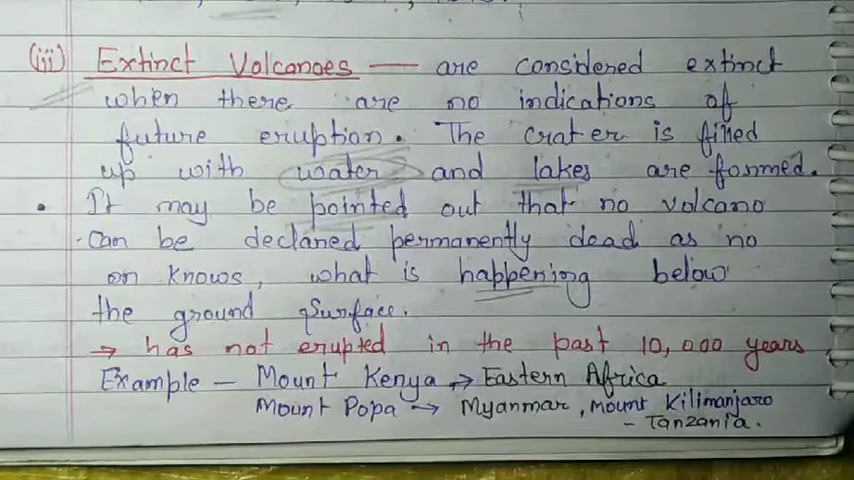 (iii) Extinct Volcanoes — are considered extinct
when there are no indications of
future eruption. The crater is filled
up with water and lakes are formed.
• It may be pointed out that no volcano
can be declared permanently dead as no
on knows, what is happening below
the ground surface.
→ has not erupted in the past 10,000 years
Example - Mount Kenya → Eastern Africa
Mount Popa → Myanmar, Mount Kilimanjaro
- Tanzania.